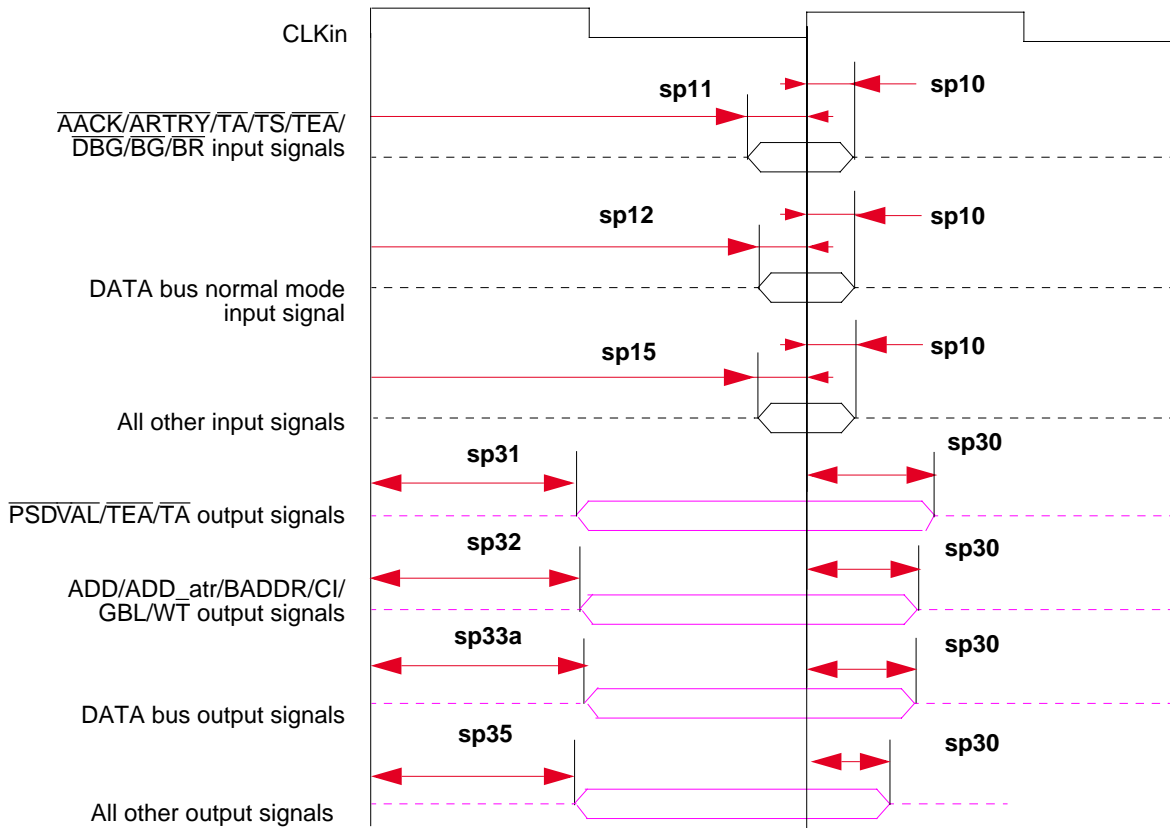 CLKin
sp11
sp10
AACK/ARTRY/TA/TS/TEA/
DBG/BG/BR input signals
sp12
sp10
DATA bus normal mode
input signal
sp15
sp10
All other input signals
sp31
sp30
PSDVAL/TEA/TA output signals
sp32
sp30
ADD/ADD_atr/BADDR/CI/
GBL/WT output signals
sp33a
sp30
DATA bus output signals
sp35
sp30
All other output signals